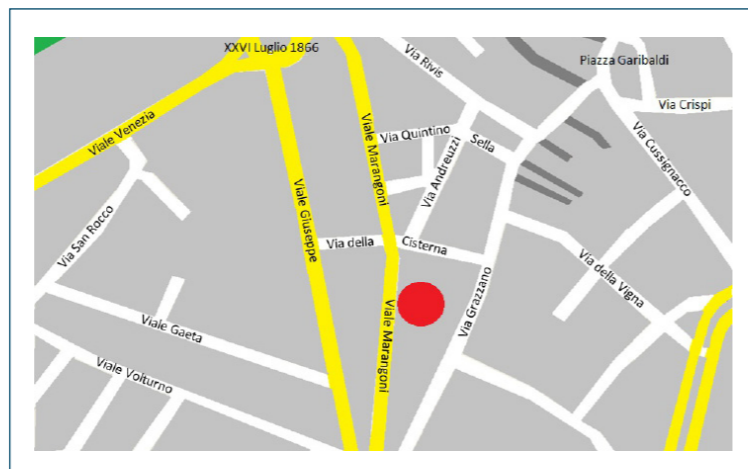 XXVI Luglio 1866
Via Rivis
Piazza Garibaldi
Via Crispi
Viale Venezia
Viale Marangoni
Via Quintino
Sella
Via Andreuzzi
Via Cussignacco
Via San Rocco
Viale Giuseppe
Via della
Cisterna
Via della Vigna
Via Grazzano
Viale Gaeta
Viale Marangoni
Viale Volturno